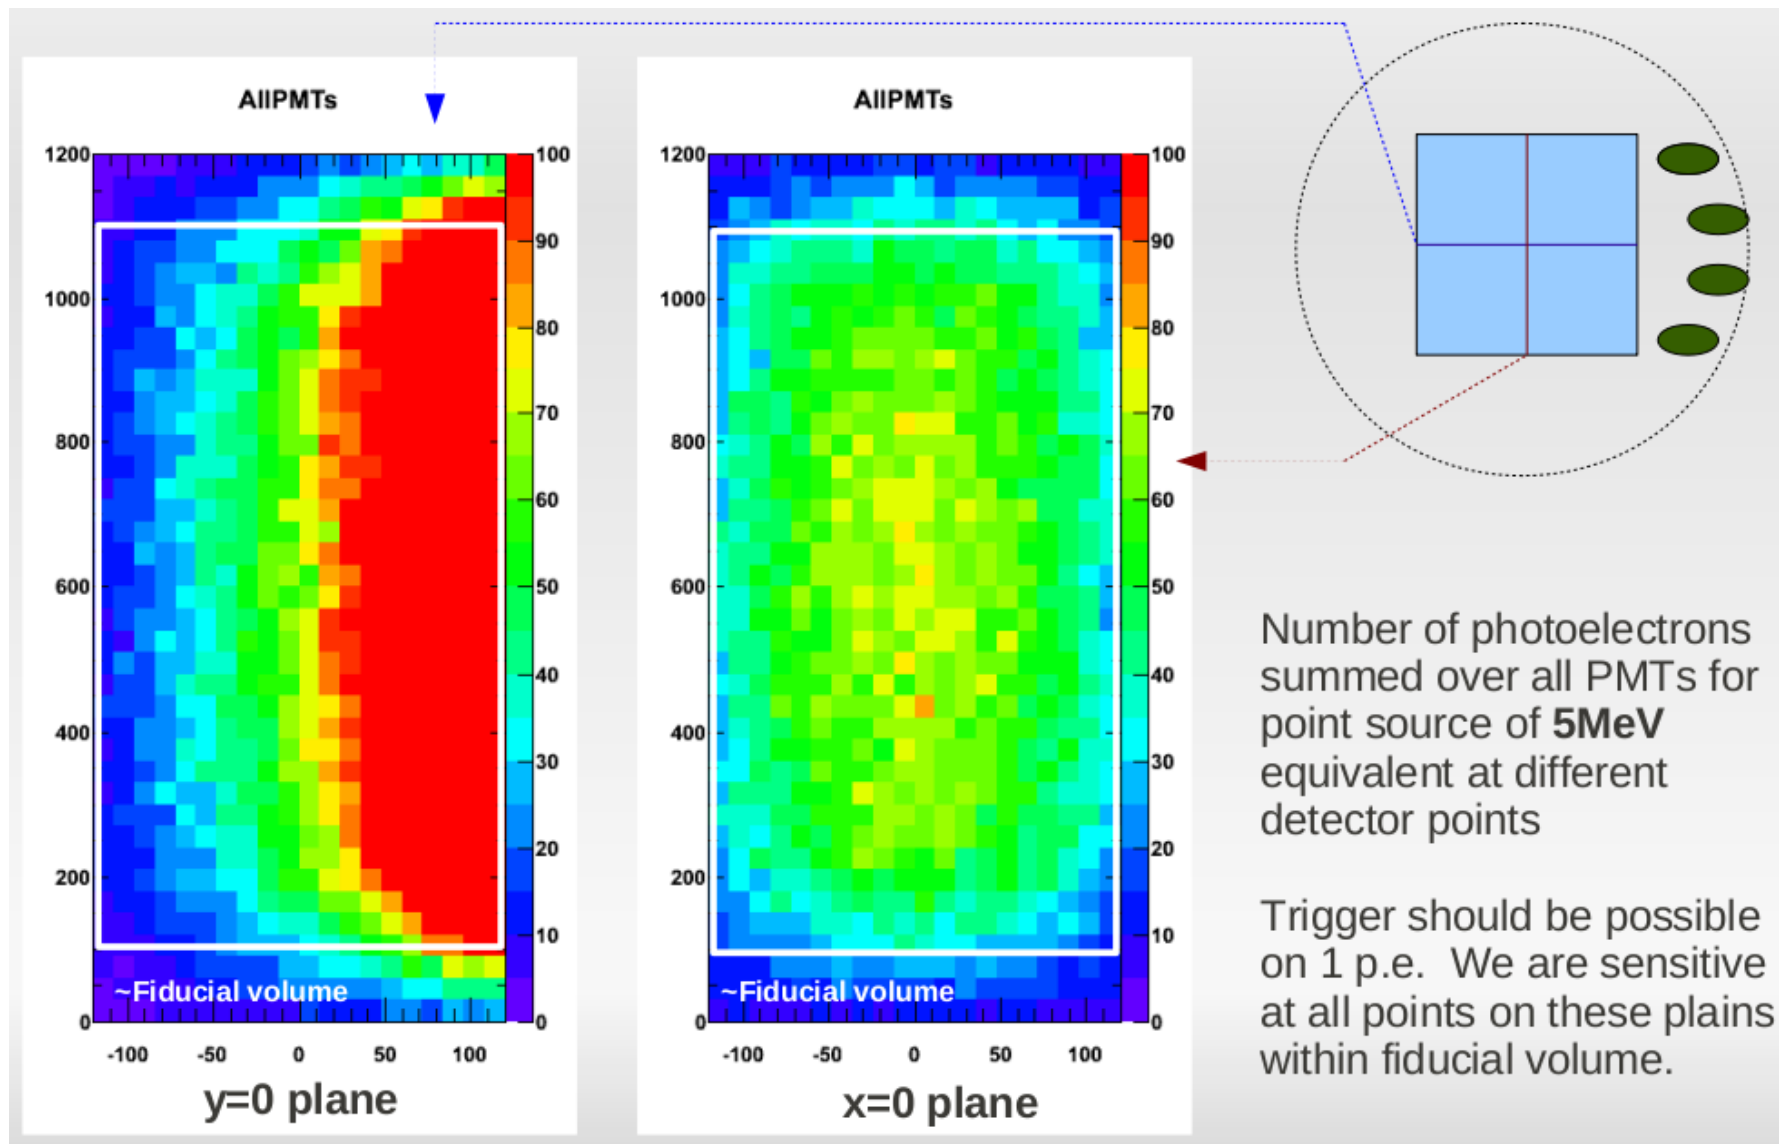 AllPMTs
1200
1000
800
600
400
200
0
100
90
80
70
60
50
40
30
20
10
0
-100 -50 0 50 100
~Fiducial volume
y=0 plane
AllPMTs
1200
1000
800
600
400
200
0
100
90
80
70
60
50
40
30
20
10
0
-100 -50 0 50 100
~Fiducial volume
x=0 plane
Number of photoelectrons
summed over all PMTs for
point source of 5MeV
equivalent at different
detector points
Trigger should be possible
on 1 p.e. We are sensitive
at all points on these plains
within fiducial volume.